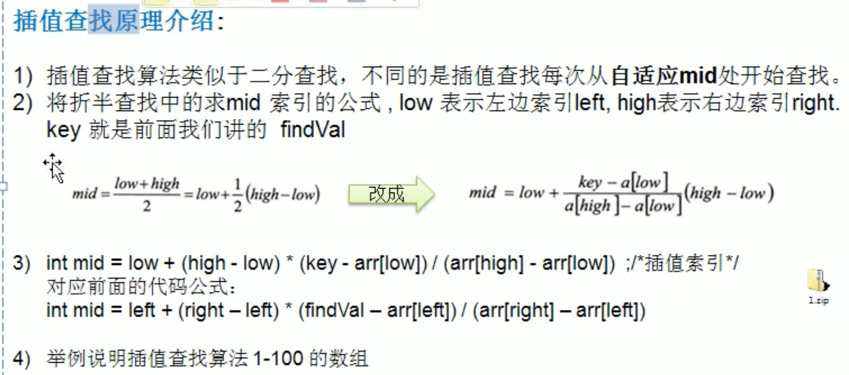 插值查找原理介绍:
1) 插值查找算法类似于二分查找，不同的是插值查找每次从自适应mid处开始查找。
2) 将折半查找中的求mid 索引的公式 , low 表示左边索引left, high表示右边索引right.
key 就是前面我们讲的 findVal
mid = \frac{low+high}{2} = low + \frac{1}{2}(high-low) 改成 mid = low + \frac{key-a[low]}{a[high]-a[low]}(high-low)
3) int mid = low + (high - low) * (key - arr[low]) / (arr[high] - arr[low]) ;/*插值索引*/
对应前面的代码公式：
int mid = left + (right – left) * (findVal – arr[left]) / (arr[right] – arr[left])
1.zip
4) 举例说明插值查找算法 1-100 的数组